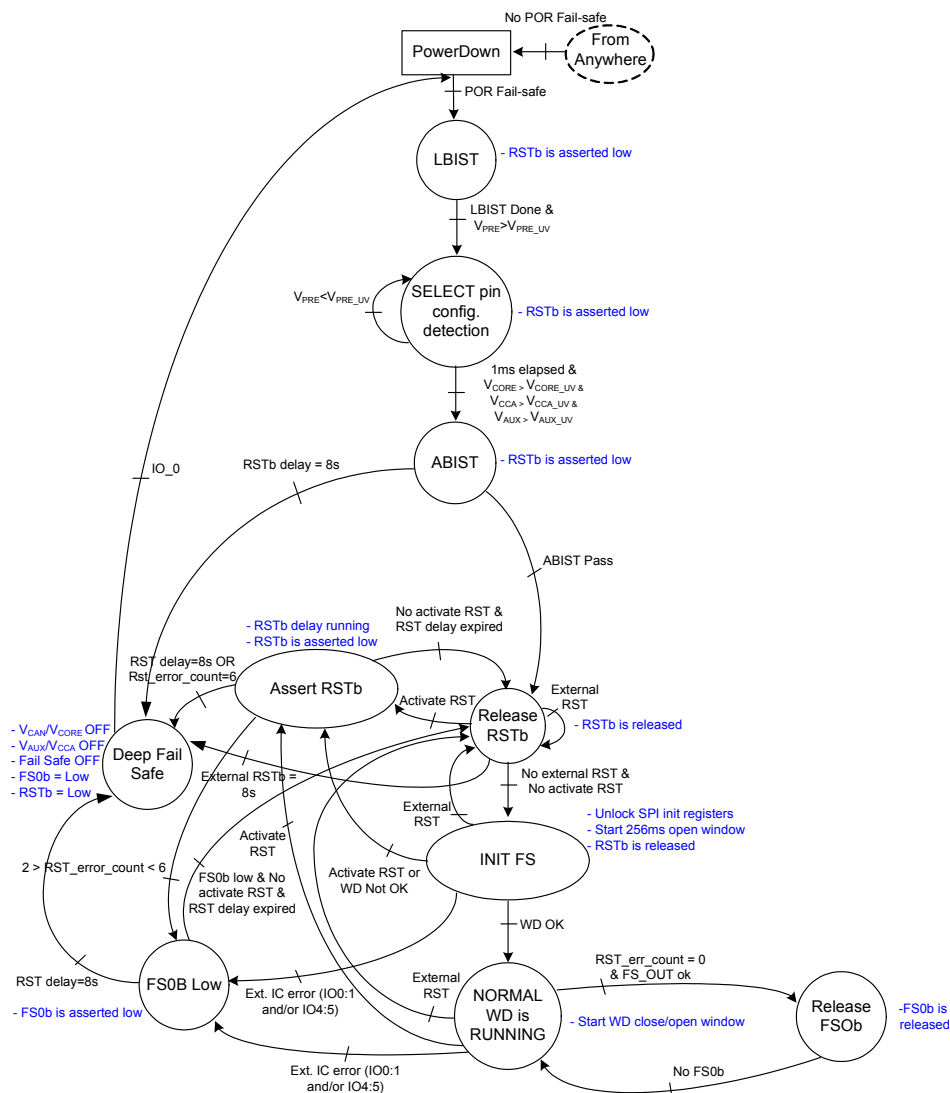 No POR Fail-safe
From
Anywhere
PowerDown
POR Fail-safe
LBIST
- RSTb is asserted low
LBIST Done &
VPRE>VPRE_UV
SELECT pin
config.
detection
VPRE<VPRE_UV
- RSTb is asserted low
1ms elapsed &
VCORE > VCORE_UV &
VCCA > VCCA_UV &
VAUX > VAUX_UV
ABIST
- RSTb is asserted low
RSTb delay = 8s
IO_0
ABIST Pass
- RSTb delay running
- RSTb is asserted low
No activate RST &
RST delay expired
RST delay=8s OR
Rst_error_count=6
Assert RSTb
Activate RST
Release
RSTb
External
RST
- RSTb is released
- VCAN/VCORE OFF
- VAUX/VCCA OFF
- Fail Safe OFF
- FS0b = Low
- RSTb = Low
Deep Fail
Safe
External RSTb =
8s
No external RST &
No activate RST
External
RST
- Unlock SPI init registers
- Start 256ms open window
- RSTb is released
Activate
RST
INIT FS
2 > RST_error_count < 6
FS0b low & No
activate RST &
RST delay expired
Activate RST or
WD Not OK
WD OK
RST delay=8s
FS0B Low
- FS0b is asserted low
Ext. IC error (IO0:1
and/or IO4:5)
External
RST
NORMAL
WD is
RUNNING
RST_err_count = 0
& FS_OUT ok
- Start WD close/open window
Release
FSOb
-FS0b is
released
Ext. IC error (IO0:1
and/or IO4:5)
No FS0b